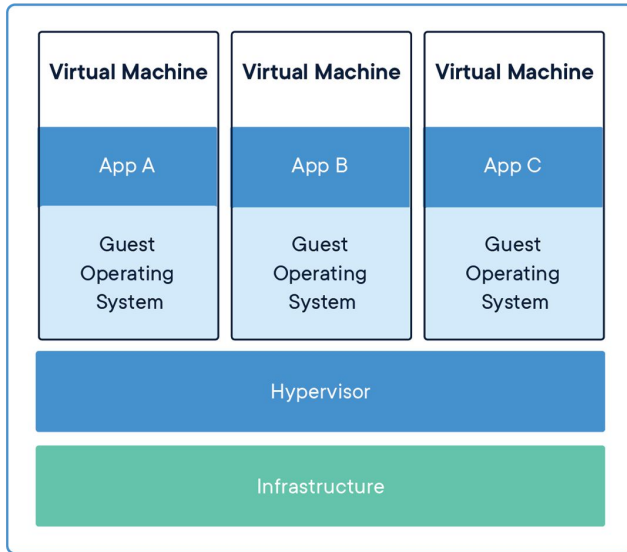 Virtual Machine
Virtual Machine
Virtual Machine
App A
App B
App C
Guest
Operating
System
Guest
Operating
System
Guest
Operating
System
Hypervisor
Infrastructure